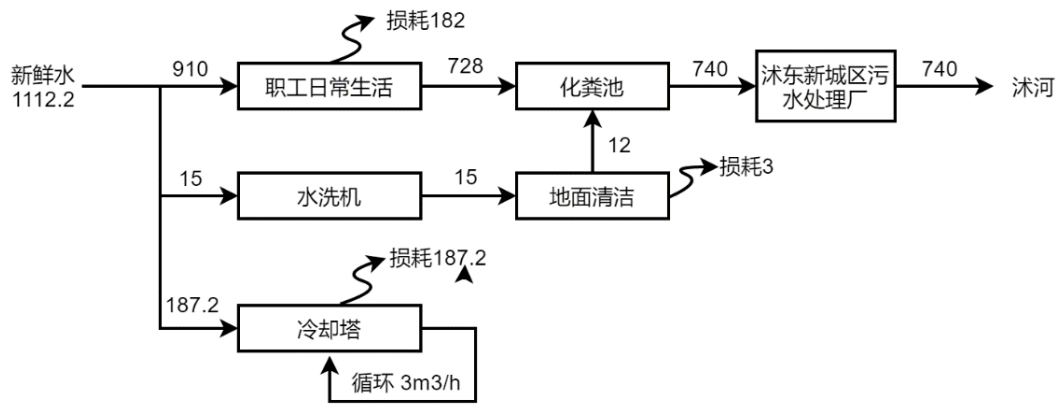 损耗182
新鲜水
1112.2
910
职工日常生活
728
化粪池
740
沭东新城区污
水处理厂
740
沭河
12
15
水洗机
15
地面清洁
损耗3
损耗187.2
187.2
冷却塔
循环 3m3/h